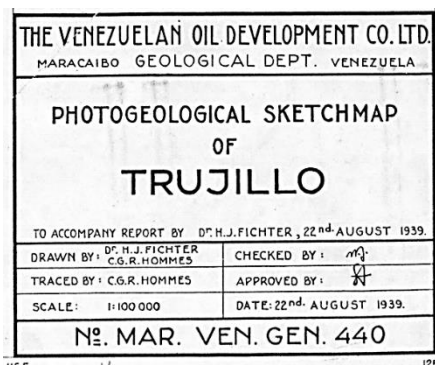 THE VENEZUELAN OIL DEVELOPMENT CO. LTD.
MARACAIBO GEOLOGICAL DEPT. VENEZUELA
PHOTOGEOLOGICAL SKETCHMAP
OF
TRUJILLO
TO ACCOMPANY REPORT BY Dr. H.J. FICHTER, 22nd. AUGUST 1939.
DRAWN BY: Dr. H.J. FICHTER
C.G.R. HOMMES
CHECKED BY:
TRACED BY: C.G.R. HOMMES
APPROVED BY:
SCALE: 1:100 000
DATE: 22nd. AUGUST 1939.
No. MAR. VEN. GEN. 440